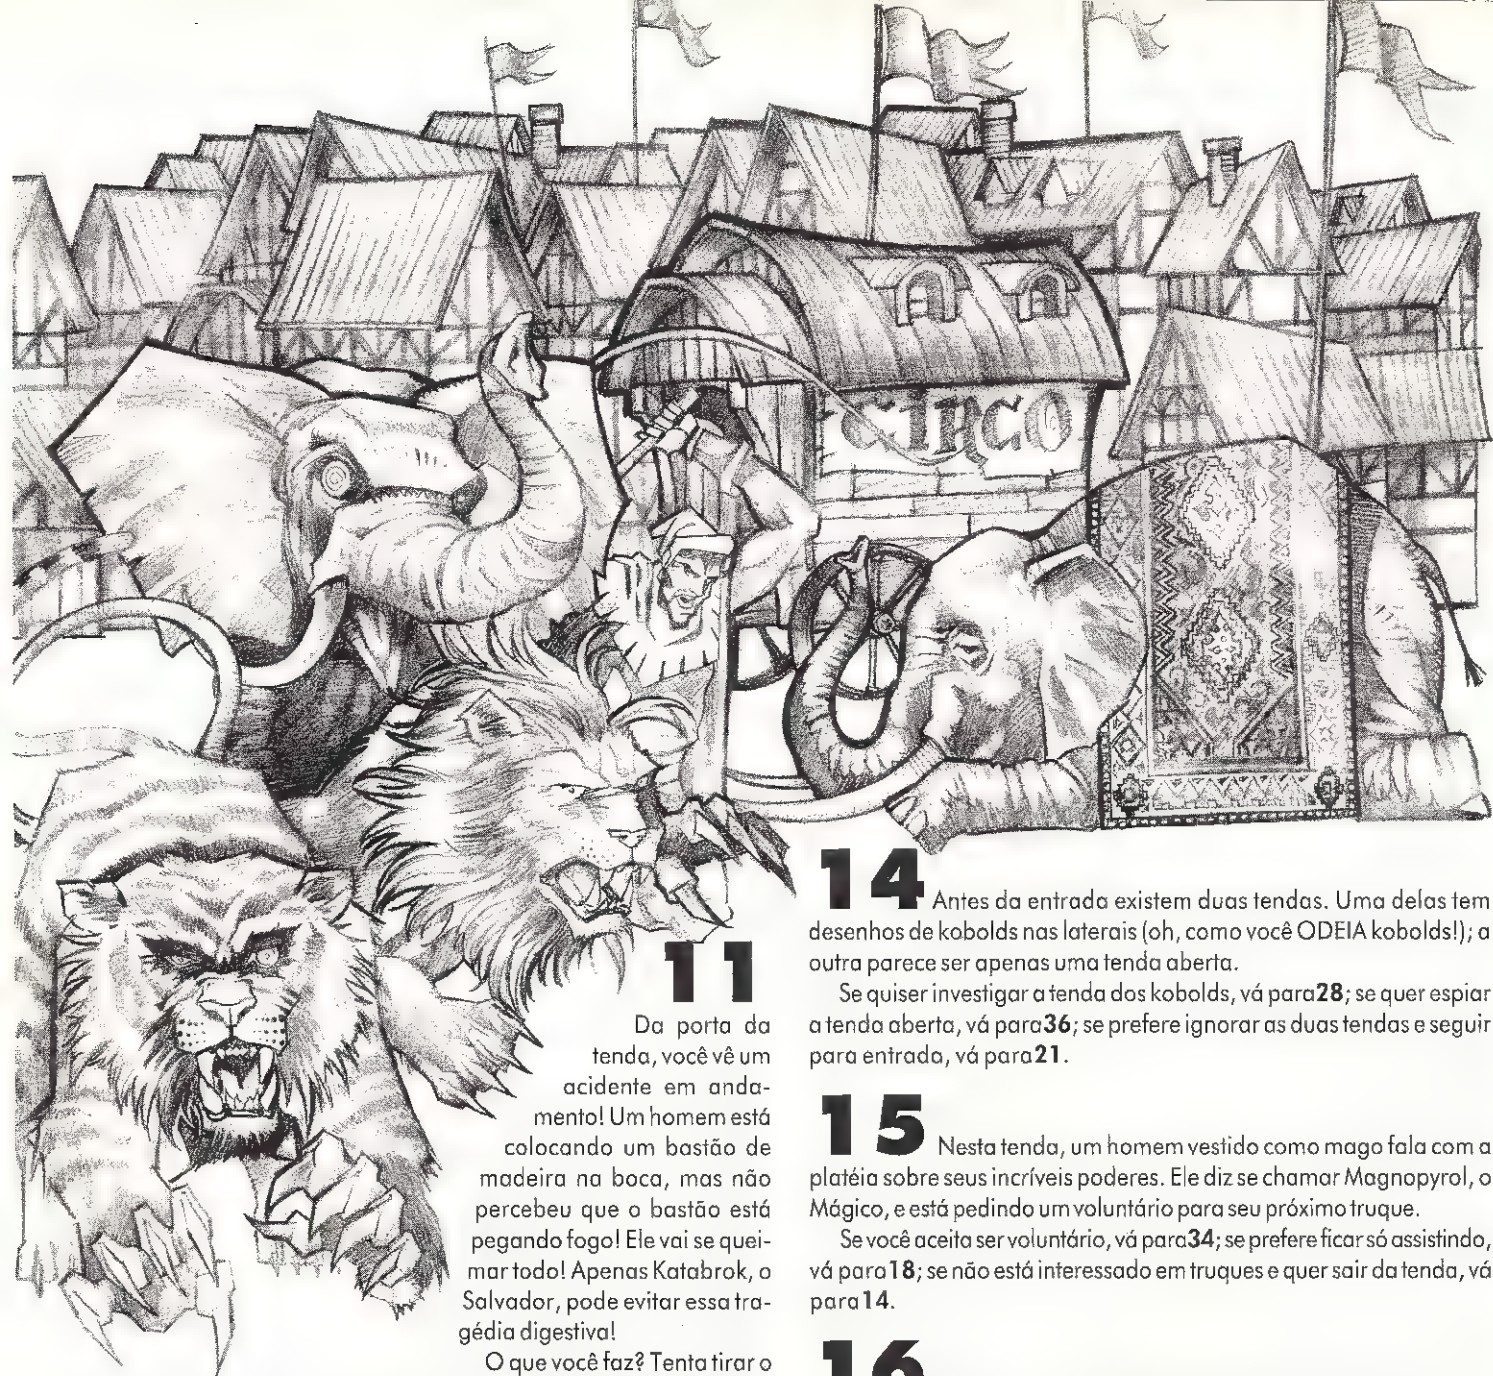 CIRCO
11
Da porta da
tenda, você vê um
acidente em anda-
mento! Um homem está
colocando um bastão de
madeira na boca, mas não
percebeu que o bastão está
pegando fogo! Ele vai se quei-
mar todo! Apenas Katabrok, o
Salvador, pode evitar essa tra-
gédia digestiva!
O que você faz? Tenta tirar o
14 Antes da entrada existem duas tendas. Uma delas tem
desenhos de kobolds nas laterais (oh, como você ODEIA kobolds!); a
outra parece ser apenas uma tenda aberta.
Se quiser investigar a tenda dos kobolds, vá para 28; se quer espiar
a tenda aberta, vá para 36; se prefere ignorar as duas tendas e seguir
para entrada, vá para 21.
15 Nesta tenda, um homem vestido como mago fala com a
platéia sobre seus incríveis poderes. Ele diz se chamar Magnopyrol, o
Mágico, e está pedindo um voluntário para seu próximo truque.
Se você aceita ser voluntário, vá para 34; se prefere ficar só assistindo,
vá para 18; se não está interessado em truques e quer sair da tenda, vá
para 14.
16